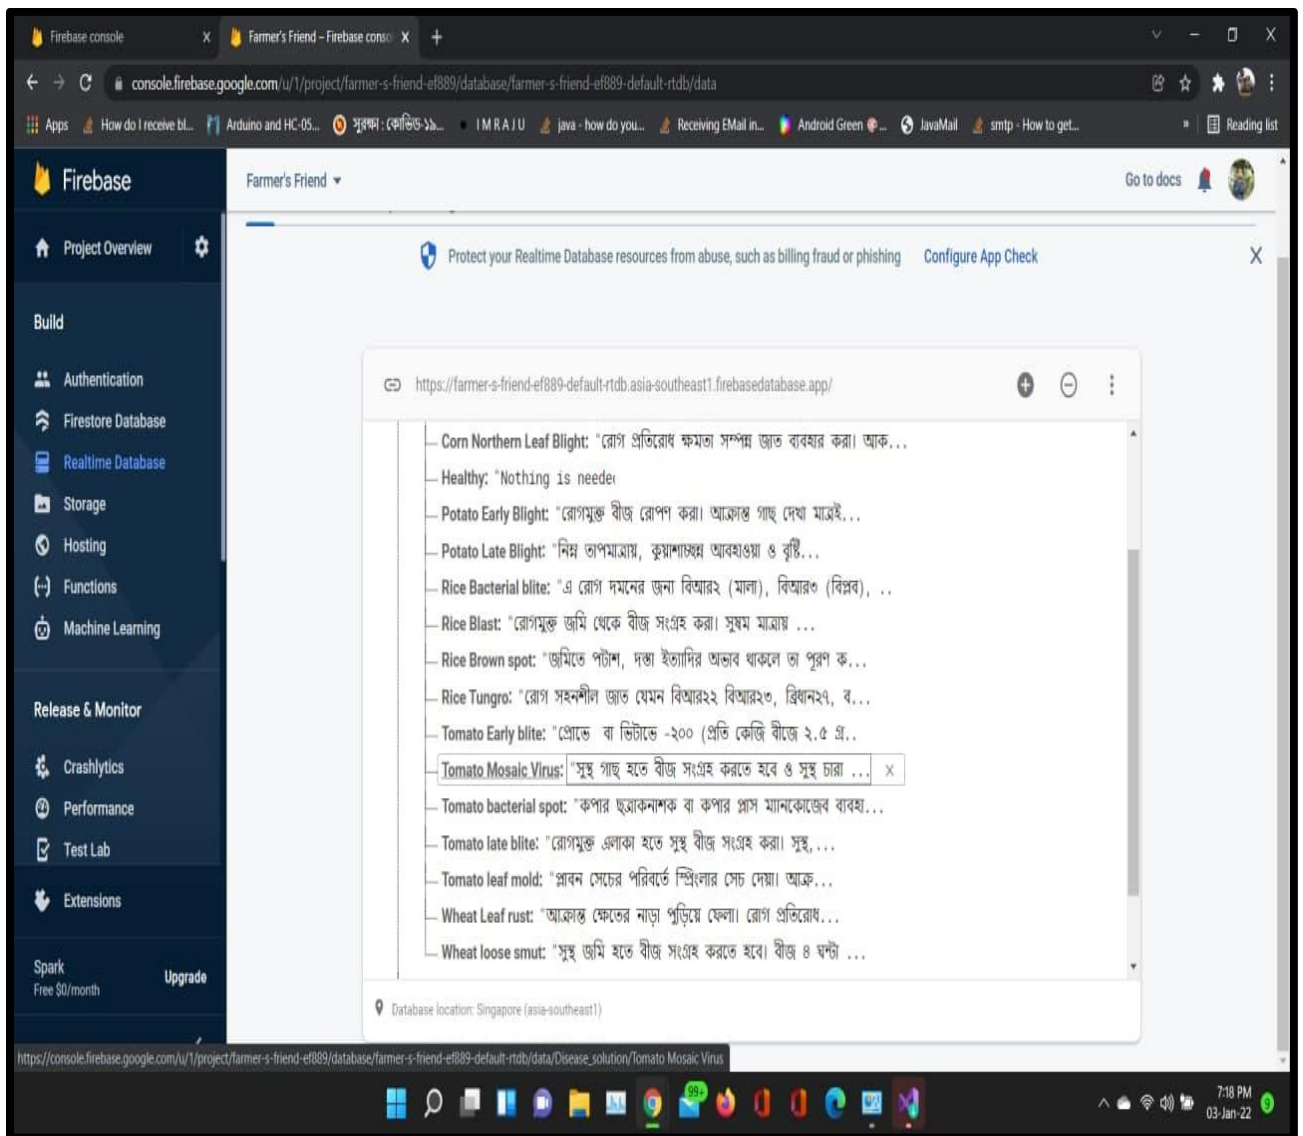 Firebase console
Farmer's Friend – Firebase conso
console.firebase.google.com/u/1/project/farmer-s-friend-ef889/database/farmer-s-friend-ef889-default-rtdb/data
Apps How do I receive bl... Arduino and HC-05... সুরক্ষা : কোভিড-১৯... I M R A J U java - how do you... Receiving EMail in... Android Green... JavaMail smtp - How to get... » Reading list
Firebase
Farmer's Friend
Go to docs
Project Overview
Protect your Realtime Database resources from abuse, such as billing fraud or phishing Configure App Check X
Build
Authentication
Firestore Database
Realtime Database
Storage
Hosting
Functions
Machine Learning
Release & Monitor
Crashlytics
Performance
Test Lab
Extensions
Spark
Free $0/month
Upgrade
https://farmer-s-friend-ef889-default-rtdb.asia-southeast1.firebasedatabase.app/
Corn Northern Leaf Blight: "রোগ প্রতিরোধ ক্ষমতা সম্পন্ন জাত ব্যবহার করা। আক...
Healthy: "Nothing is neede
Potato Early Blight: "রোগমুক্ত বীজ রোপণ করা। আক্রান্ত গাছ দেখা মাত্রই...
Potato Late Blight: "নিম্ন তাপমাত্রায়, কুয়াশাচ্ছন্ন আবহাওয়া ও বৃষ্টি...
Rice Bacterial blite: "এ রোগ দমনের জন্য বিআর২ (মালা), বিআর৩ (বিপ্লব), ..
Rice Blast: "রোগমুক্ত জমি থেকে বীজ সংগ্রহ করা। সুষম মাত্রায় ...
Rice Brown spot: "জমিতে পটাশ, দস্তা ইত্যাদির অভাব থাকলে তা পূরণ ক...
Rice Tungro: "রোগ সহনশীল জাত যেমন বিআর২২ বিআর২৩, ব্রিধান২৭, ব...
Tomato Early blite: "প্রোভে বা ভিটাভে -২০০ (প্রতি কেজি বীজে ২.৫ গ্র..
Tomato Mosaic Virus: "সুস্থ গাছ হতে বীজ সংগ্রহ করতে হবে ও সুস্থ চারা ... ×
Tomato bacterial spot: "কপার ছত্রাকনাশক বা কপার প্লাস ম্যানকোজেব ব্যবহা...
Tomato late blite: "রোগমুক্ত এলাকা হতে সুস্থ বীজ সংগ্রহ করা। সুস্থ,...
Tomato leaf mold: "প্লাবন সেচের পরিবর্তে স্প্রিংলার সেচ দেয়া। আক্র...
Wheat Leaf rust: "আক্রান্ত ক্ষেতের নাড়া পুড়িয়ে ফেলা। রোগ প্রতিরোধ...
Wheat loose smut: "সুস্থ জমি হতে বীজ সংগ্রহ করতে হবে। বীজ ৪ ঘন্টা ...
Database location: Singapore (asia-southeast1)
https://console.firebase.google.com/u/1/project/farmer-s-friend-ef889/database/farmer-s-friend-ef889-default-rtdb/data/Disease_solution/Tomato Mosaic Virus
99+
7:18 PM
03-Jan-22
9